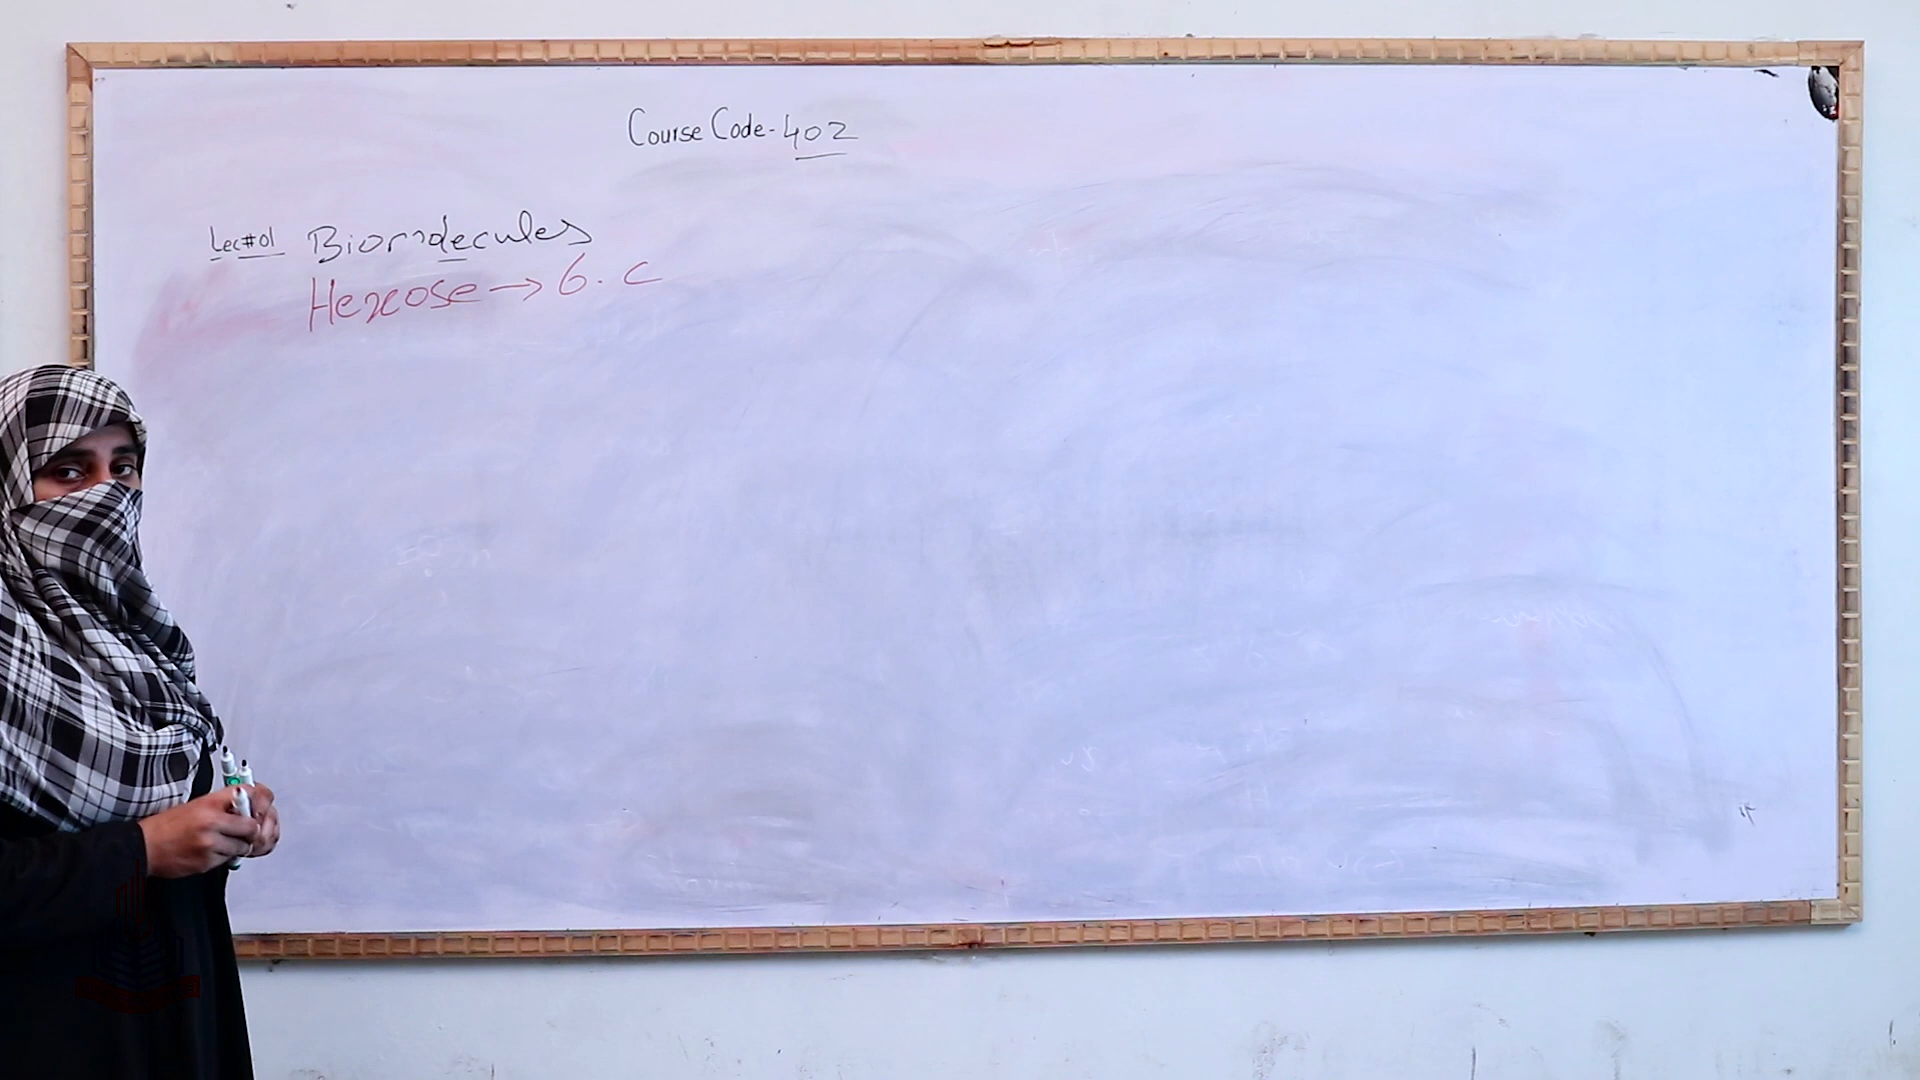 Course Code-402
Lec#01 Biomolecules
Hexose → 6.C